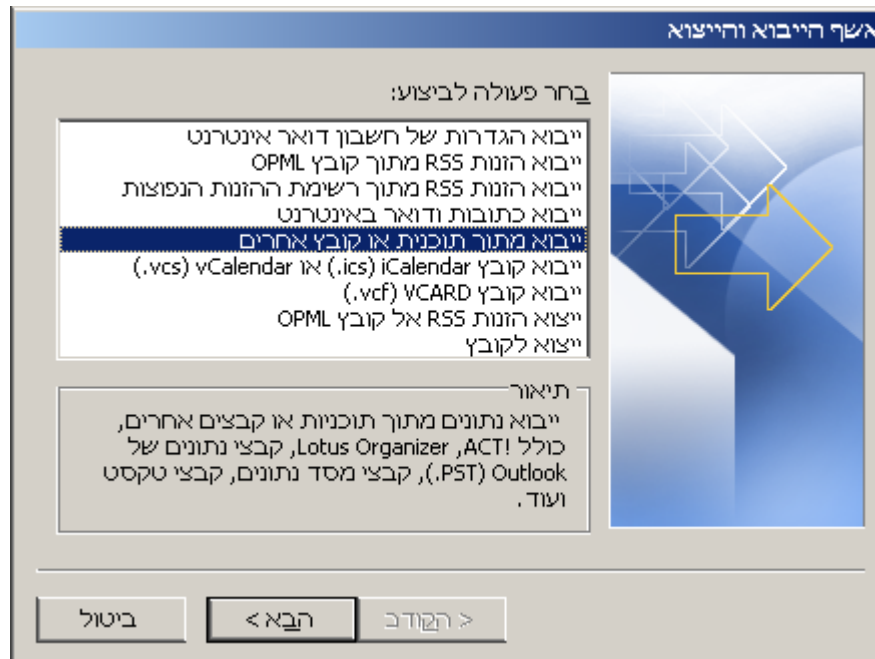 אשף הייבוא והייצוא
בחר פעולה לביצוע:
ייבוא הגדרות של חשבון דואר אינטרנט
ייבוא הזנות RSS מתוך קובץ OPML
ייבוא הזנות RSS מתוך רשימת ההזנות הנפוצות
ייבוא כתובות ודואר באינטרנט
ייבוא מתוך תוכנית או קובץ אחרים
ייבוא קובץ iCalendar (.ics) או vCalendar (.vcs)
ייבוא קובץ VCARD (.vcf)
ייצוא הזנות RSS אל קובץ OPML
ייצוא לקובץ
תיאור
ייבוא נתונים מתוך תוכניות או קבצים אחרים,
כולל ACT!, Lotus Organizer, קבצי נתונים של
Outlook (.PST), קבצי מסד נתונים, קבצי טקסט
ועוד.
< הקודם
הבא >
ביטול